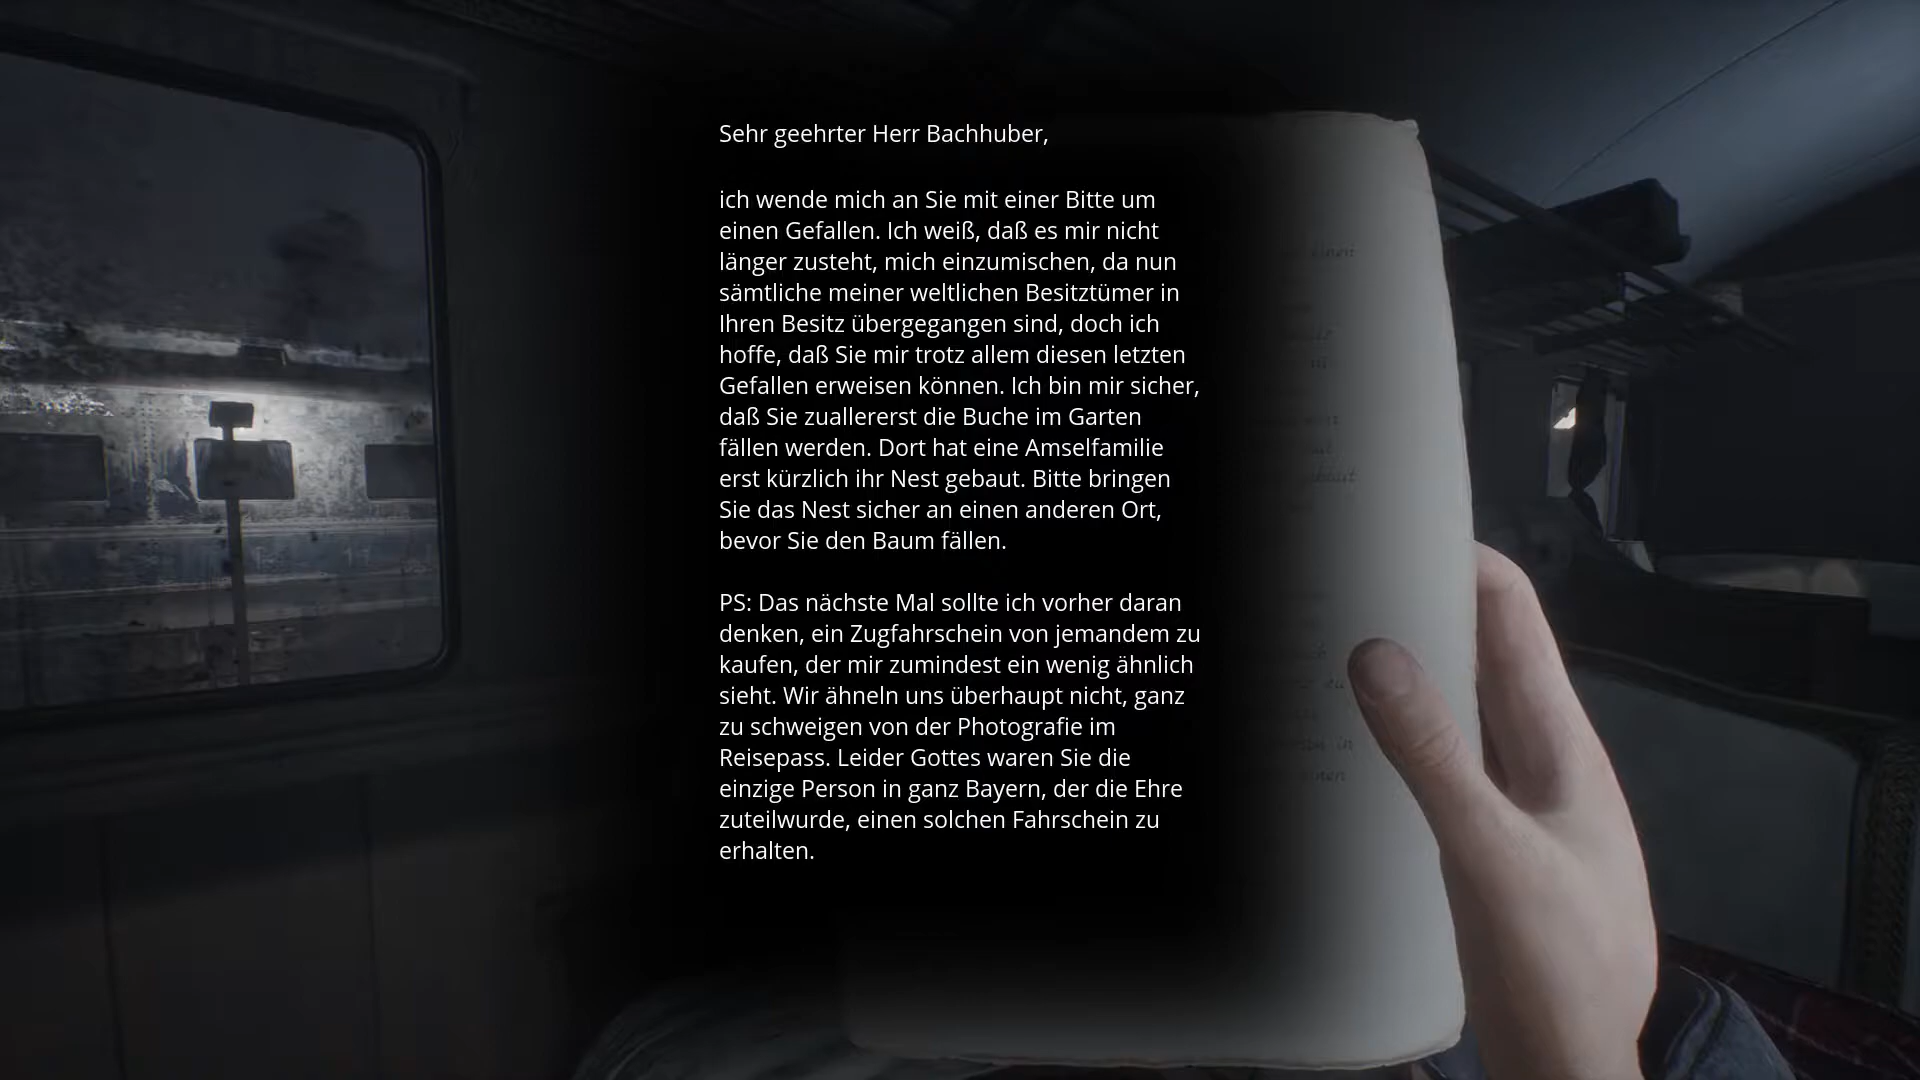 Sehr geehrter Herr Bachhuber,
ich wende mich an Sie mit einer Bitte um
einen Gefallen. Ich weiß, daß es mir nicht
länger zusteht, mich einzumischen, da nun
sämtliche meiner weltlichen Besitztümer in
Ihren Besitz übergegangen sind, doch ich
hoffe, daß Sie mir trotz allem diesen letzten
Gefallen erweisen können. Ich bin mir sicher,
daß Sie zuallererst die Buche im Garten
fällen werden. Dort hat eine Amselfamilie
erst kürzlich ihr Nest gebaut. Bitte bringen
Sie das Nest sicher an einen anderen Ort,
bevor Sie den Baum fällen.
PS: Das nächste Mal sollte ich vorher daran
denken, ein Zugfahrschein von jemandem zu
kaufen, der mir zumindest ein wenig ähnlich
sieht. Wir ähneln uns überhaupt nicht, ganz
zu schweigen von der Photografie im
Reisepass. Leider Gottes waren Sie die
einzige Person in ganz Bayern, der die Ehre
zuteilwurde, einen solchen Fahrschein zu
erhalten.